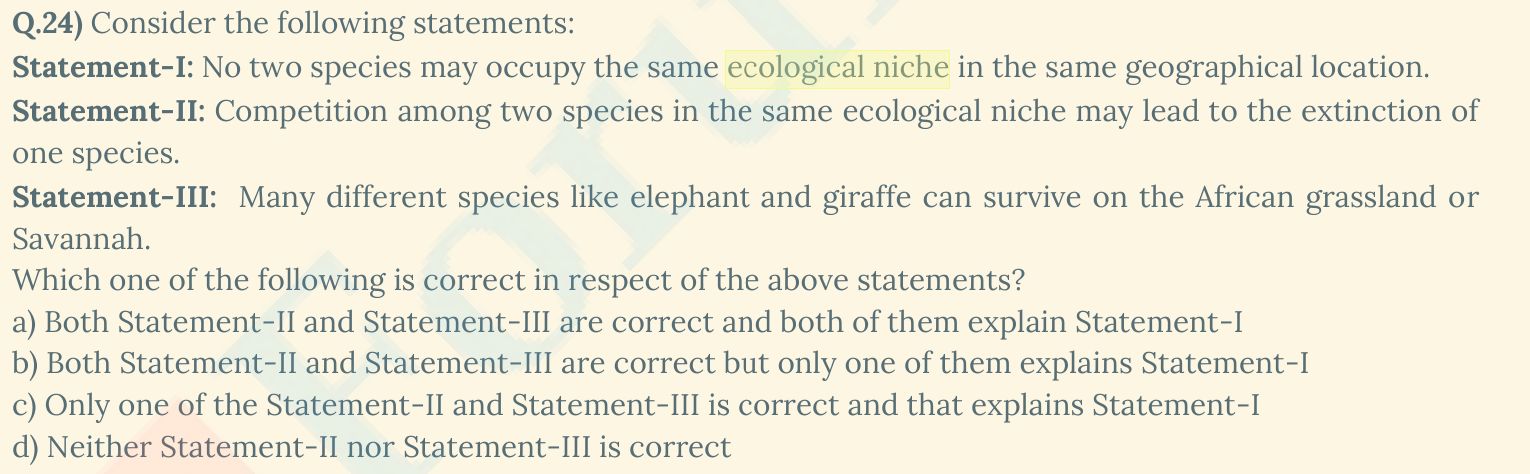 Q.24) Consider the following statements:
Statement-I: No two species may occupy the same ecological niche in the same geographical location.
Statement-II: Competition among two species in the same ecological niche may lead to the extinction of
one species.
Statement-III: Many different species like elephant and giraffe can survive on the African grassland or
Savannah.
Which one of the following is correct in respect of the above statements?
a) Both Statement-II and Statement-III are correct and both of them explain Statement-I
b) Both Statement-II and Statement-III are correct but only one of them explains Statement-I
c) Only one of the Statement-II and Statement-III is correct and that explains Statement-I
d) Neither Statement-II nor Statement-III is correct